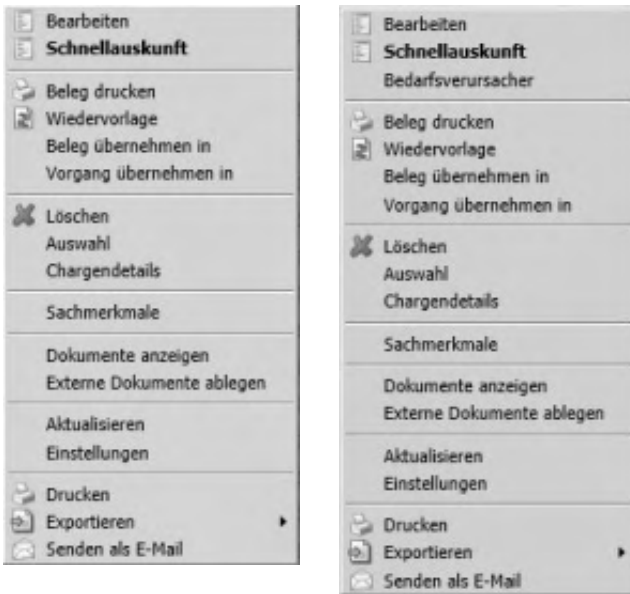 Bearbeiten
Schnellauskunft
Beleg drucken
Wiedervorlage
Beleg übernehmen in
Vorgang übernehmen in
Löschen
Auswahl
Chargendetails
Sachmerkmale
Dokumente anzeigen
Externe Dokumente ablegen
Aktualisieren
Einstellungen
Drucken
Exportieren
Senden als E-Mail
Bearbeiten
Schnellauskunft
Bedarfsverursacher
Beleg drucken
Wiedervorlage
Beleg übernehmen in
Vorgang übernehmen in
Löschen
Auswahl
Chargendetails
Sachmerkmale
Dokumente anzeigen
Externe Dokumente ablegen
Aktualisieren
Einstellungen
Drucken
Exportieren
Senden als E-Mail